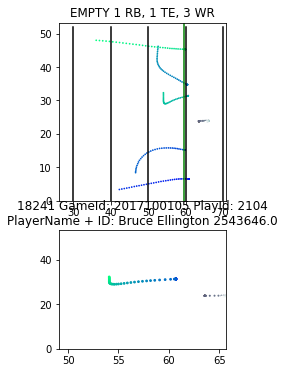 EMPTY 1 RB, 1 TE, 3 WR
50
40
30
20
10
0
30 40 50 60 70
18241 GameId: 2017100105 PlayId: 2104
PlayerName + ID: Bruce Ellington 2543646.0
40
20
0
50 55 60 65